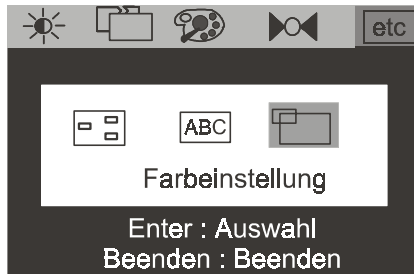 etc
ABC
Farbeinstellung
Enter : Auswahl
Beenden : Beenden